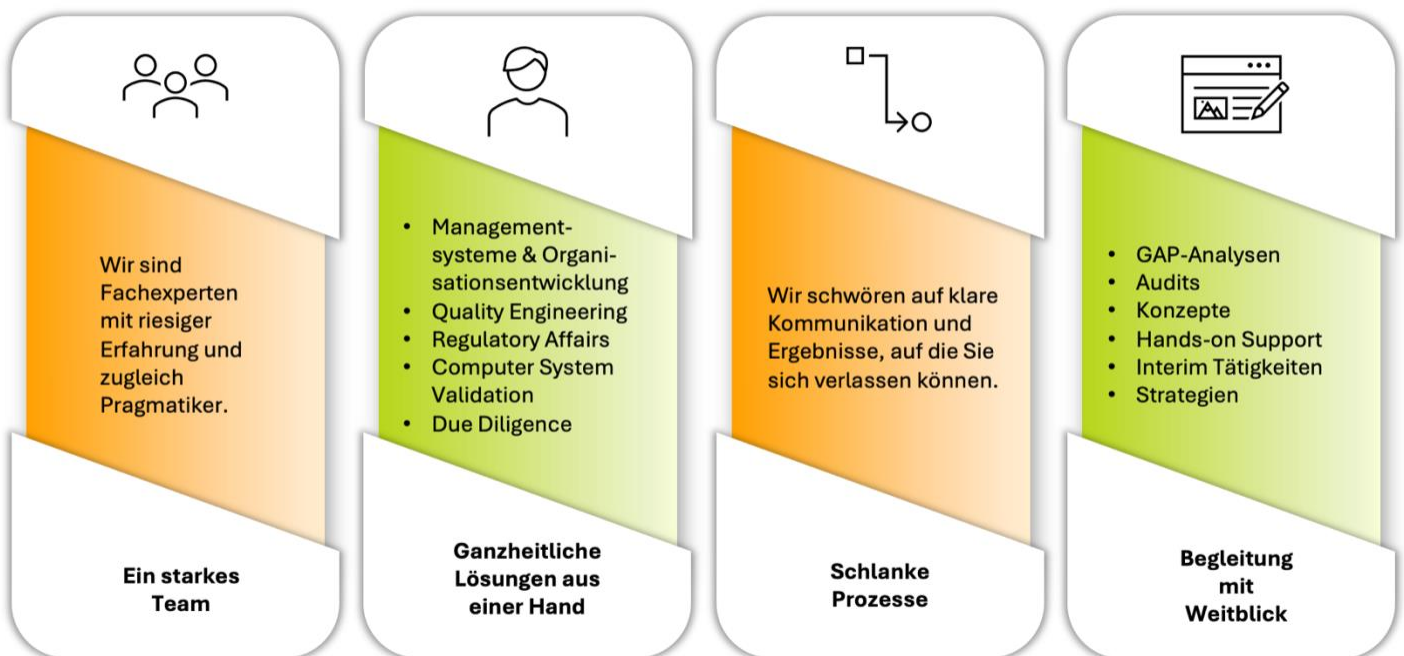 Wir sind
Fachexperten
mit riesiger
Erfahrung und
zugleich
Pragmatiker.
Ein starkes
Team
• Management-
systeme & Organi-
sationsentwicklung
• Quality Engineering
• Regulatory Affairs
• Computer System
Validation
• Due Diligence
Ganzheitliche
Lösungen aus
einer Hand
Wir schwören auf klare
Kommunikation und
Ergebnisse, auf die Sie
sich verlassen können.
Schlanke
Prozesse
• GAP-Analysen
• Audits
• Konzepte
• Hands-on Support
• Interim Tätigkeiten
• Strategien
Begleitung
mit
Weitblick